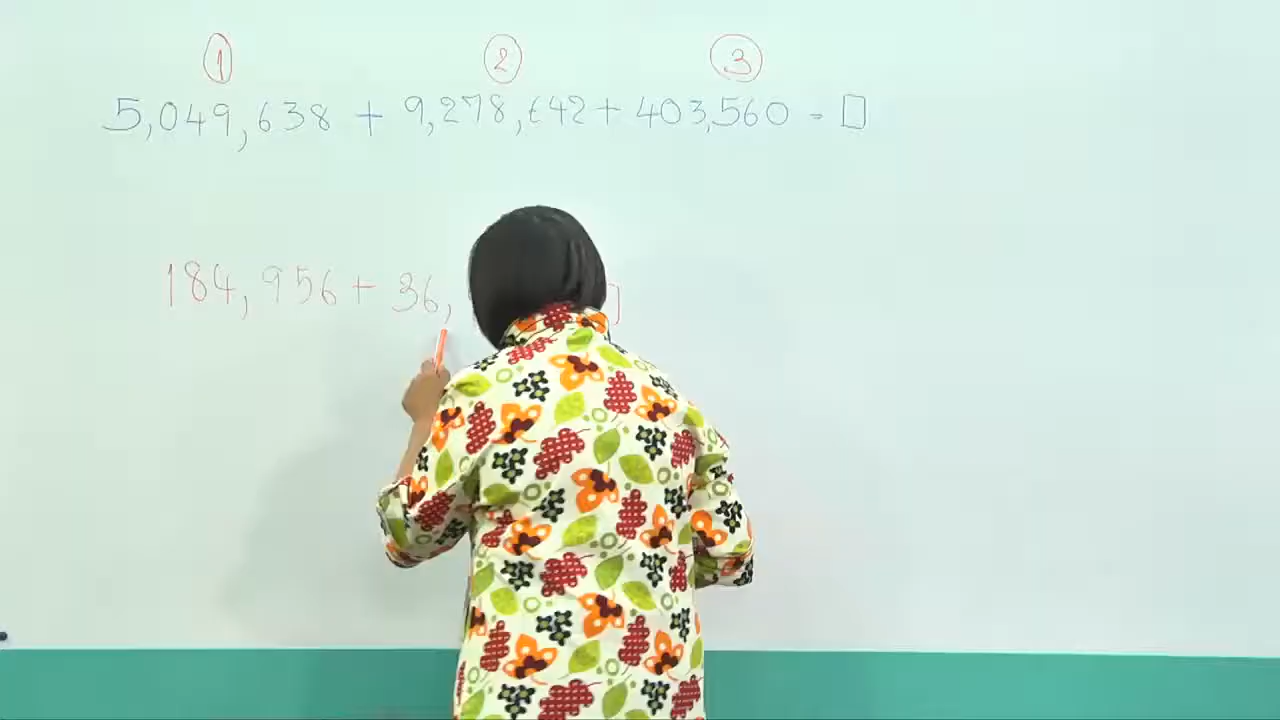 ① ② ③
5,049,638 + 9,278,642 + 403,560 = □
184,956 + 36,